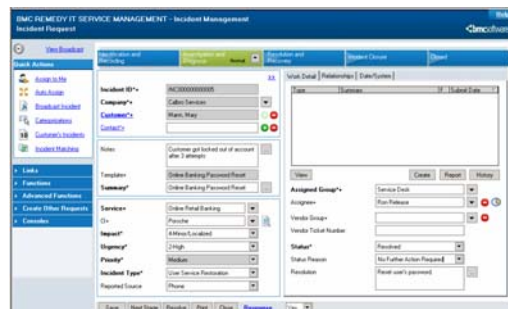 BMC REMEDY IT SERVICE MANAGEMENT - Incident Management
Help
Incident Request
<bmcsoftware
View Broadcast
Identification and Recording
Normal
Resolution and Recovery
Incident Closure
Closed
Quick Actions
Assign to Me
Auto Assign
Broadcast Incident
Categorizations
Customer's Incidents
Incident Matching
Links
Functions
Advanced Functions
Create Other Requests
Consoles
Incident ID*+
INC000000000005
Company*+
Calbro Services
Customer*+
Mann, Mary
Contact+
Notes
Customer got locked out of account
after 3 attempts
Template+
Online Banking Password Reset
Summary*
Online Banking Password Reset
Service+
Online Retail Banking
CI+
Porsche
Impact*
4-Minor/Localized
Urgency*
2-High
Priority*
Medium
Incident Type*
User Service Restoration
Reported Source
Phone
Work Detail
Relationships
Date/System
Type
Summary
F
Submit Date
View
Create
Report
History
Assigned Group*+
Service Desk
Assignee+
Ron Release
Vendor Group+
Vendor Ticket Number
Status*
Resolved
Status Reason
No Further Action Required
Resolution
Reset user's password.
Save
Next Stage
Resolve
Print
Close
Yes